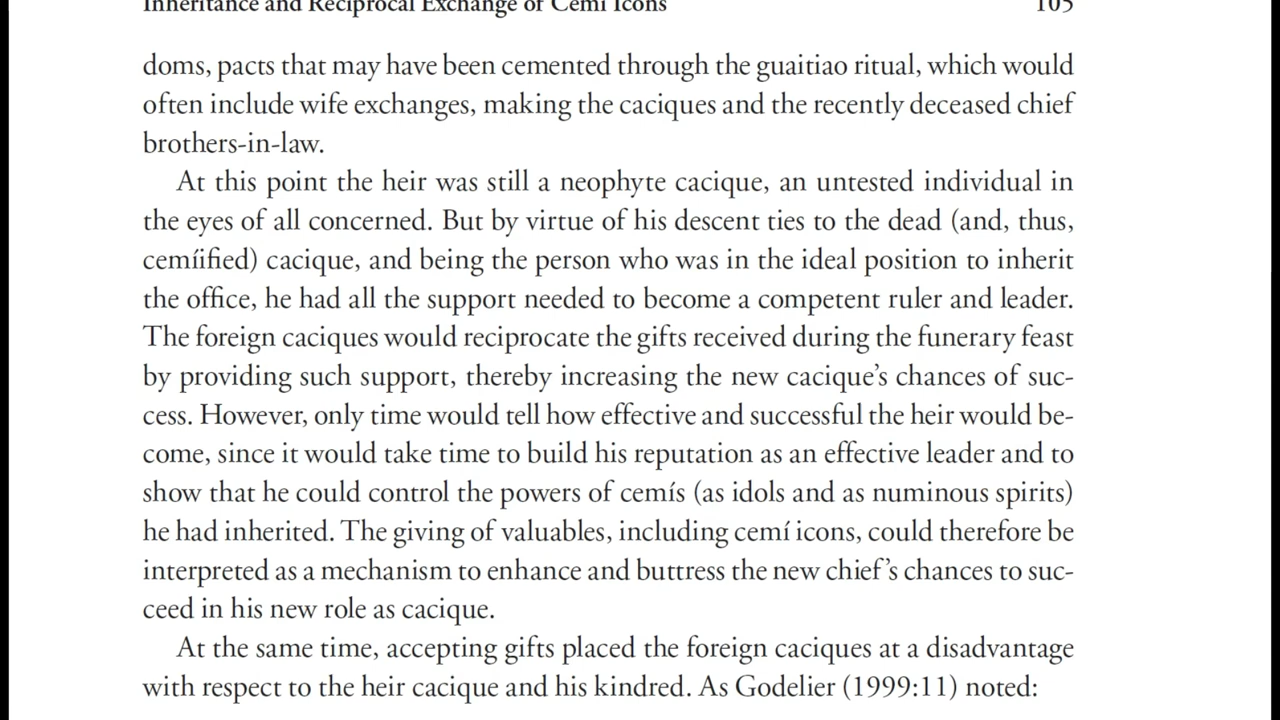 Inheritance and Reciprocal Exchange of Cemí Icons 105
doms, pacts that may have been cemented through the guaitiao ritual, which would
often include wife exchanges, making the caciques and the recently deceased chief
brothers-in-law.
At this point the heir was still a neophyte cacique, an untested individual in
the eyes of all concerned. But by virtue of his descent ties to the dead (and, thus,
cemíified) cacique, and being the person who was in the ideal position to inherit
the office, he had all the support needed to become a competent ruler and leader.
The foreign caciques would reciprocate the gifts received during the funerary feast
by providing such support, thereby increasing the new cacique’s chances of suc-
cess. However, only time would tell how effective and successful the heir would be-
come, since it would take time to build his reputation as an effective leader and to
show that he could control the powers of cemís (as idols and as numinous spirits)
he had inherited. The giving of valuables, including cemí icons, could therefore be
interpreted as a mechanism to enhance and buttress the new chief’s chances to suc-
ceed in his new role as cacique.
At the same time, accepting gifts placed the foreign caciques at a disadvantage
with respect to the heir cacique and his kindred. As Godelier (1999:11) noted: